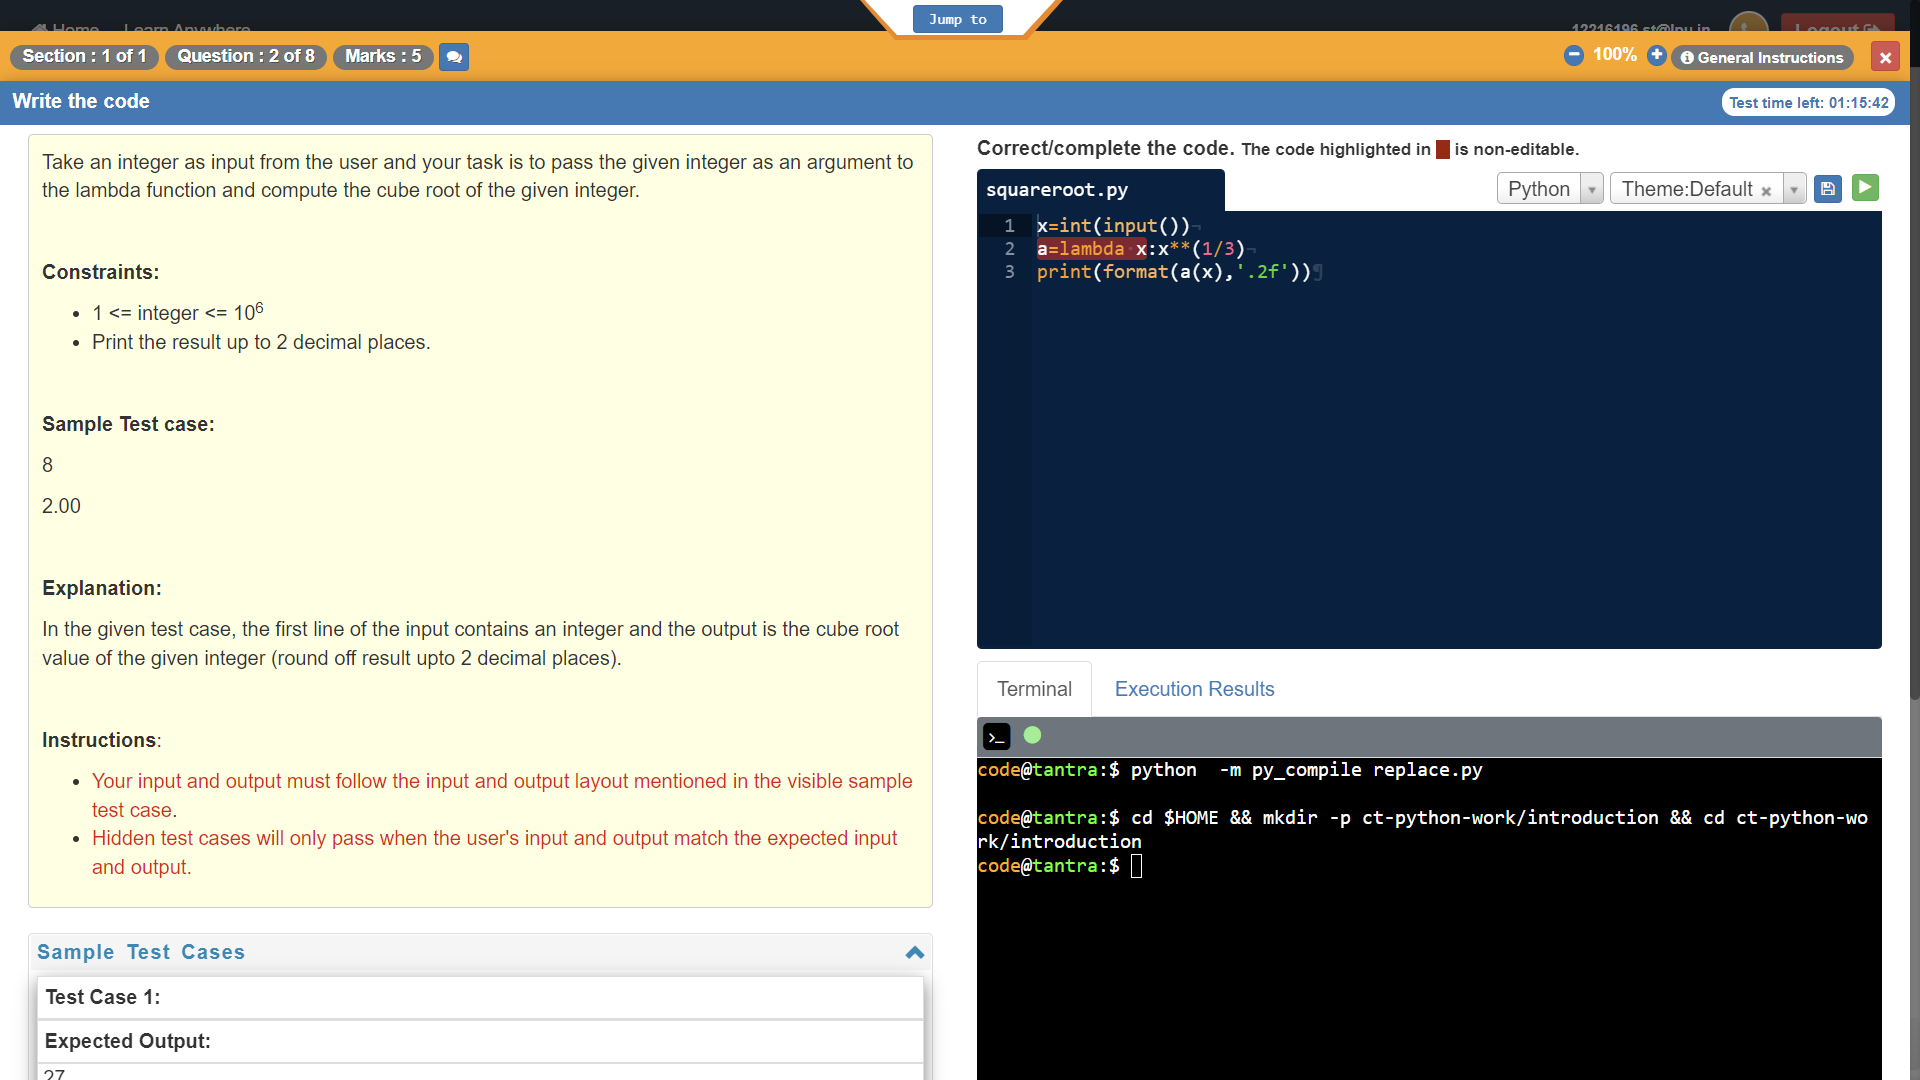 Home Learn Anywhere
Jump to
12216196.st@lpu.in
Logout
Section : 1 of 1
Question : 2 of 8
Marks : 5
100%
General Instructions
Write the code
Test time left: 01:15:42
Take an integer as input from the user and your task is to pass the given integer as an argument to
the lambda function and compute the cube root of the given integer.
Constraints:
1 <= integer <= 10⁶
Print the result up to 2 decimal places.
Sample Test case:
8
2.00
Explanation:
In the given test case, the first line of the input contains an integer and the output is the cube root
value of the given integer (round off result upto 2 decimal places).
Instructions:
Your input and output must follow the input and output layout mentioned in the visible sample
test case.
Hidden test cases will only pass when the user's input and output match the expected input
and output.
Sample Test Cases
Test Case 1:
Expected Output:
27
Correct/complete the code. The code highlighted in is non-editable.
squareroot.py
Python
Theme:Default ×
1 x=int(input())¬
2 a=lambda·x:x**(1/3)¬
3 print(format(a(x),'.2f'))¶
Terminal
Execution Results
code@tantra:$ python  -m py_compile replace.py
code@tantra:$ cd $HOME && mkdir -p ct-python-work/introduction && cd ct-python-wo
rk/introduction
code@tantra:$